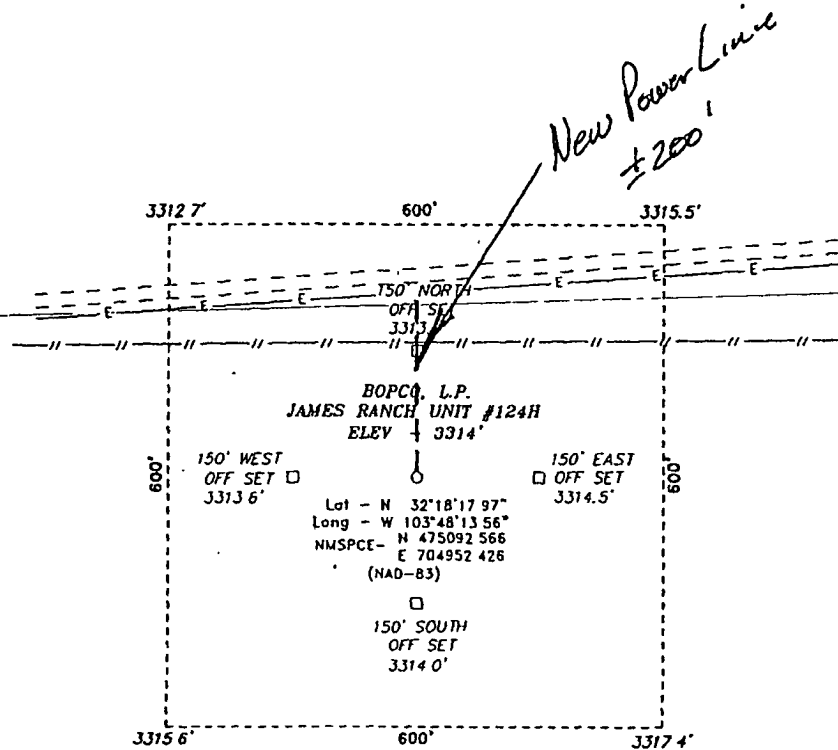 New Power Line
±200'
3312 7' 600' 3315.5'
E E E E E
150' NORTH
OFF SET
3313
BOPCO, L.P.
JAMES RANCH UNIT #124H
ELEV - 3314'
150' WEST
OFF SET
3313 6'
150' EAST
OFF SET
3314.5'
600'
600'
Lat - N 32°18'17 97"
Long - W 103°48'13 56"
NMSPCE- N 475092 566
E 704952 426
(NAD-83)
150' SOUTH
OFF SET
3314 0'
3315 6' 600' 3317 4'